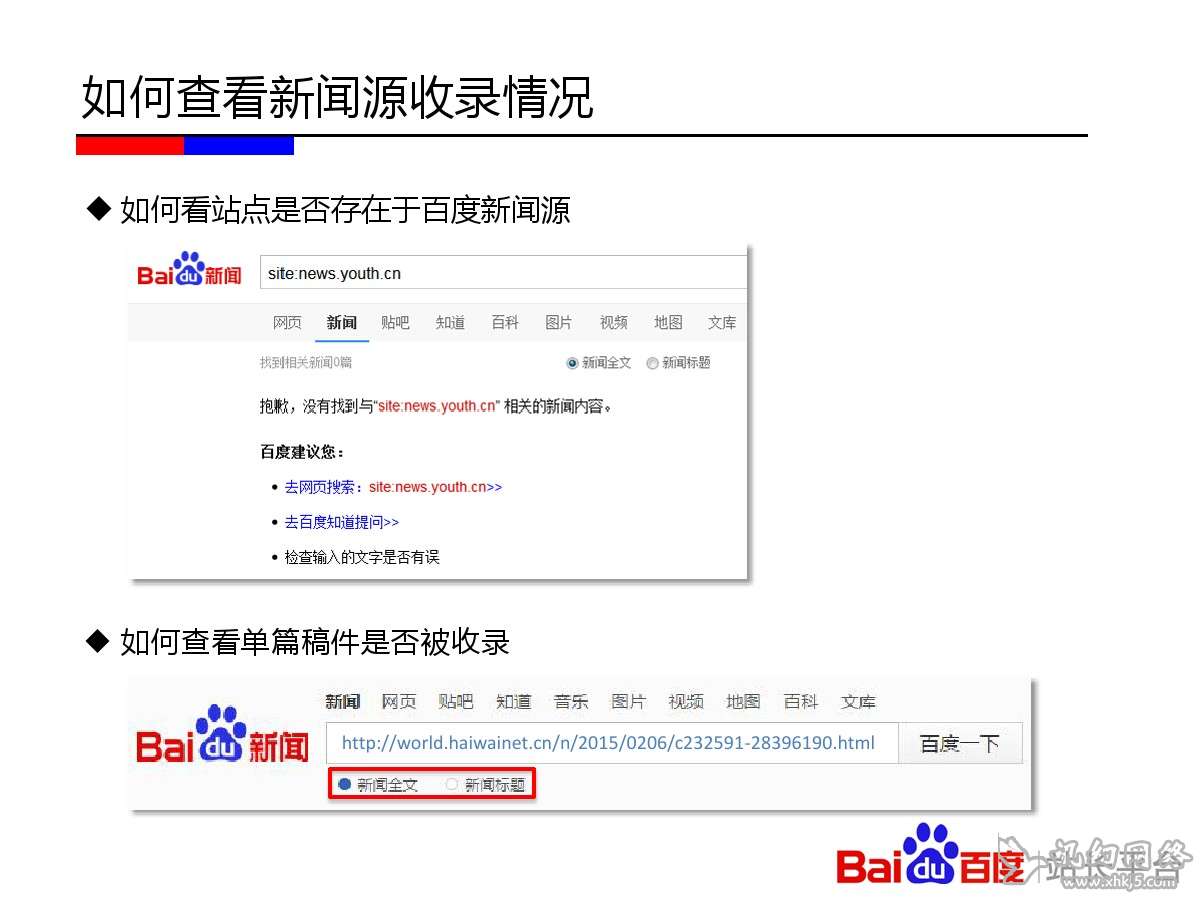 如何查看新闻源收录情况
◆ 如何看站点是否存在于百度新闻源
Bai du 新闻 site:news.youth.cn
网页 新闻 贴吧 知道 百科 图片 视频 地图 文库
找到相关新闻0篇 新闻全文 新闻标题
抱歉，没有找到与“site:news.youth.cn” 相关的新闻内容。
百度建议您：
• 去网页搜索：site:news.youth.cn>>
• 去百度知道提问>>
• 检查输入的文字是否有误
◆ 如何查看单篇稿件是否被收录
新闻 网页 贴吧 知道 音乐 图片 视频 地图 百科 文库
Bai du 新闻 http://world.haiwainet.cn/n/2015/0206/c232591-28396190.html 百度一下
新闻全文 新闻标题
Bai du 百度 站长平台
www.xhkj5.com